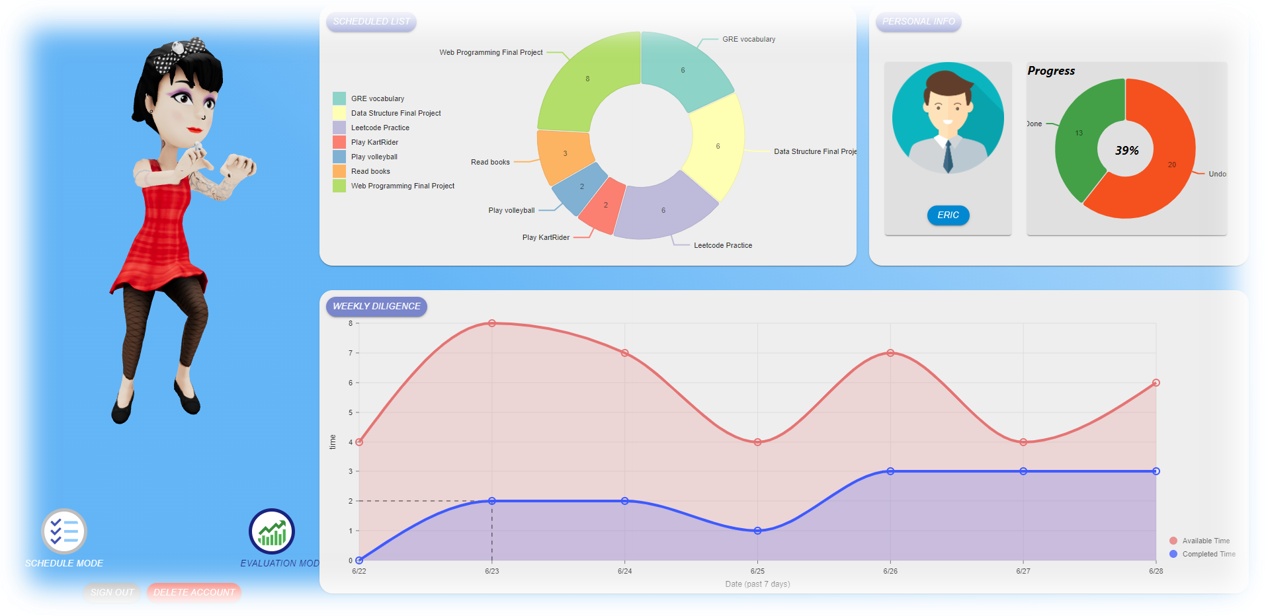 SCHEDULED LIST
GRE vocabulary
Data Structure Final Project
Leetcode Practice
Play KartRider
Play volleyball
Read books
Web Programming Final Project
Web Programming Final Project
GRE vocabulary
8
6
Read books
3
6
Data Structure Final Proje
Play volleyball
2
2
6
Play KartRider
Leetcode Practice
PERSONAL INFO
ERIC
Progress
Done
13
39%
20
Undo
WEEKLY DILIGENCE
8
7
6
5
4
3
2
1
0
time
6/22
6/23
6/24
6/25
6/26
6/27
6/28
Date (past 7 days)
Available Time
Completed Time
SCHEDULE MODE
EVALUATION MOD
SIGN OUT
DELETE ACCOUNT